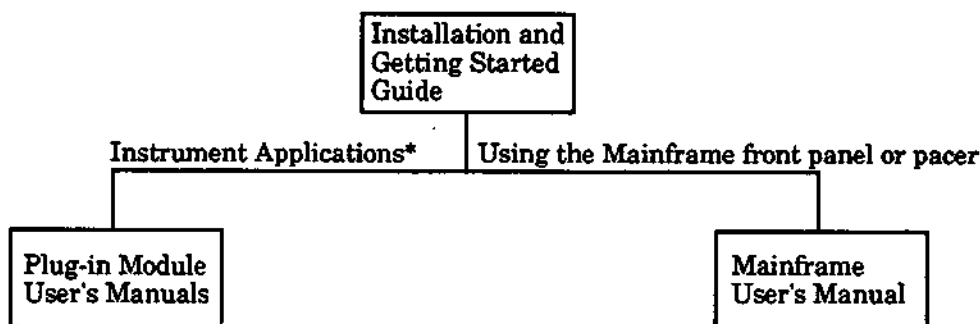 Installation and
Getting Started
Guide
Instrument Applications*
Using the Mainframe front panel or pacer
Plug-in Module
User's Manuals
Mainframe
User's Manual